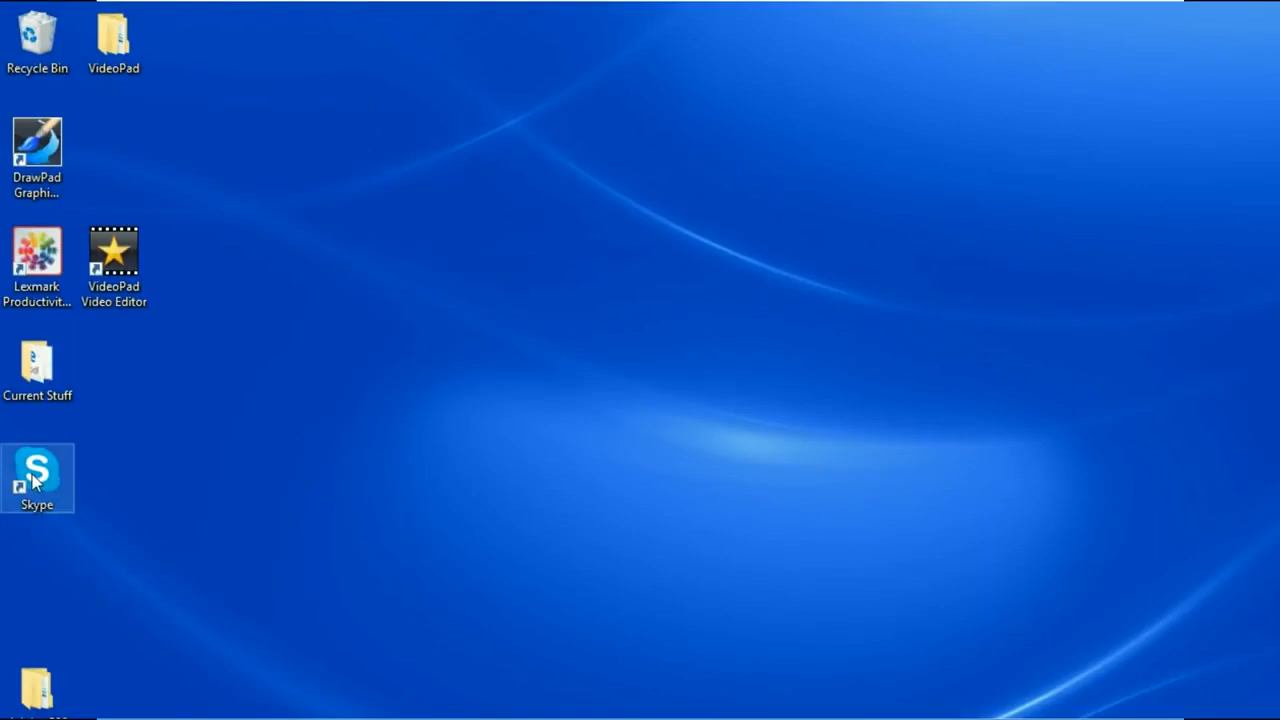 Recycle Bin
VideoPad
DrawPad
Graphi...
Lexmark
Productivit...
VideoPad
Video Editor
Current Stuff
S
Skype